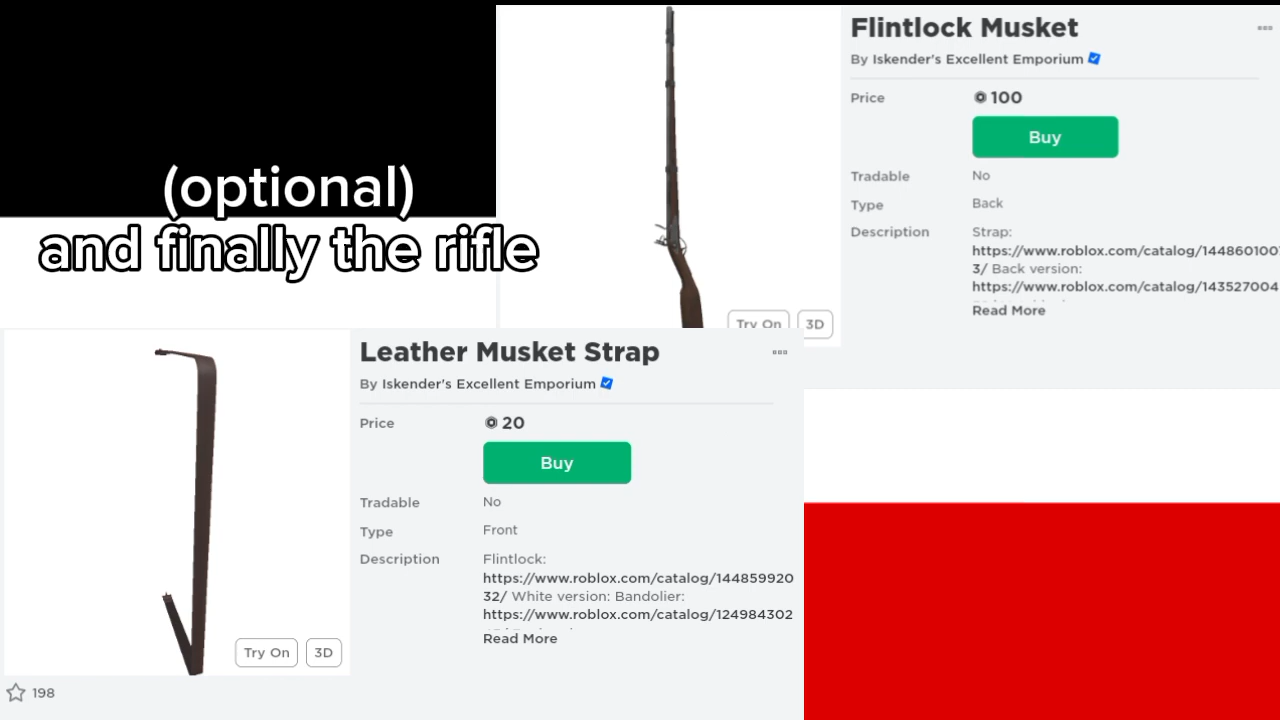 (optional)
and finally the rifle
Flintlock Musket
By Iskender's Excellent Emporium
Price 100
Buy
Tradable No
Type Back
Description Strap:
https://www.roblox.com/catalog/1448601007
3/ Back version:
https://www.roblox.com/catalog/143527004
Read More
Try On 3D
Leather Musket Strap
By Iskender's Excellent Emporium
Price 20
Buy
Tradable No
Type Front
Description Flintlock:
https://www.roblox.com/catalog/144859920
32/ White version: Bandolier:
https://www.roblox.com/catalog/124984302
Read More
Try On 3D
198